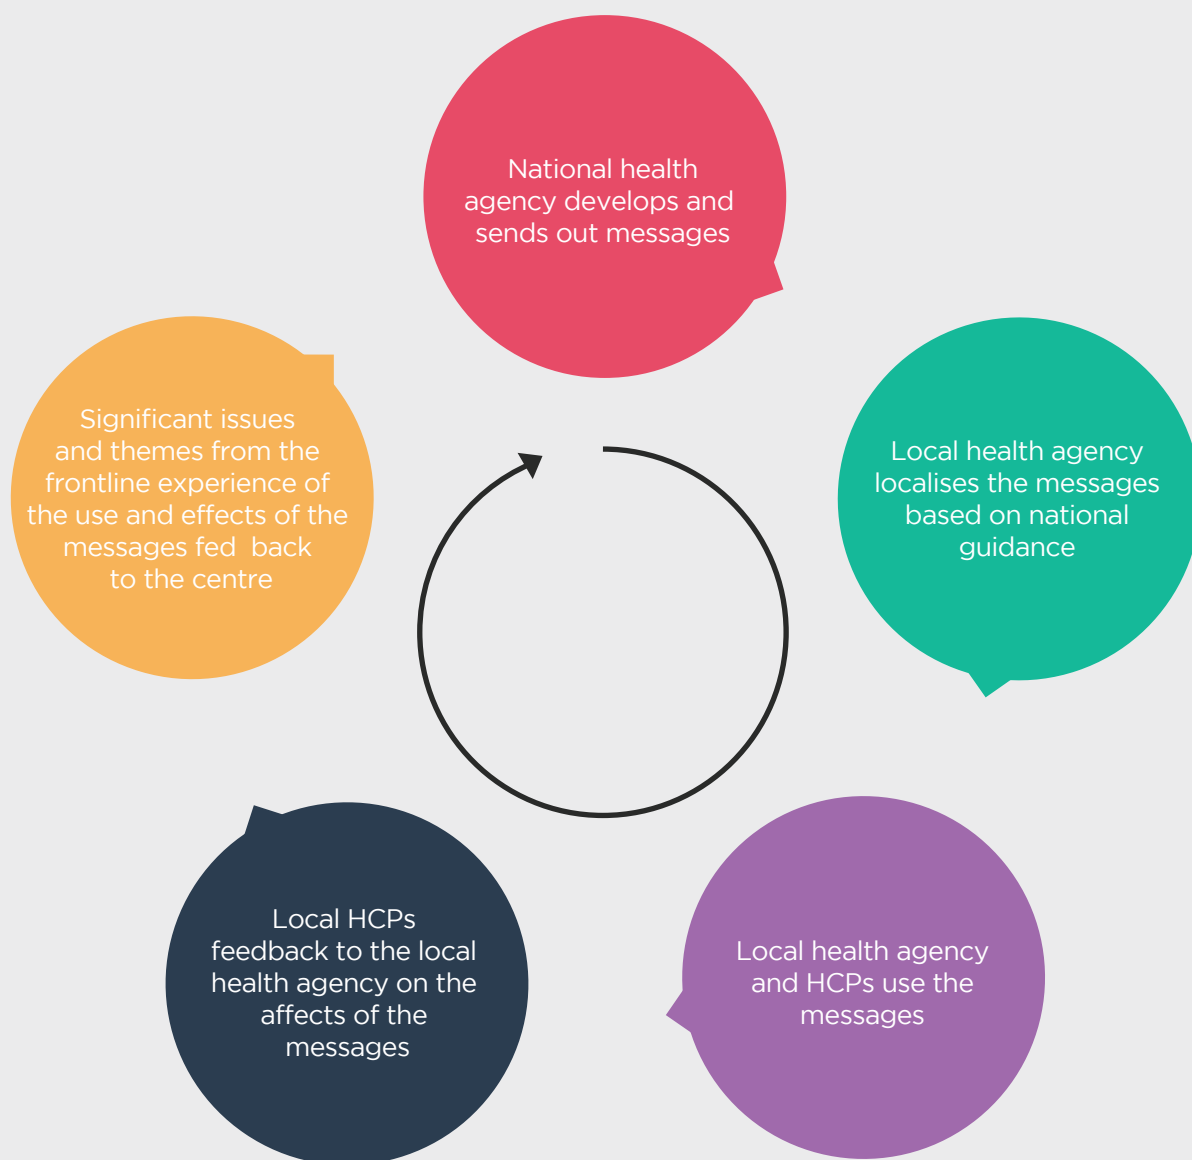 National health
agency develops and
sends out messages
Local health agency
localises the messages
based on national
guidance
Local health agency
and HCPs use the
messages
Local HCPs
feedback to the local
health agency on the
affects of the
messages
Significant issues
and themes from the
frontline experience of
the use and effects of the
messages fed  back
to the centre